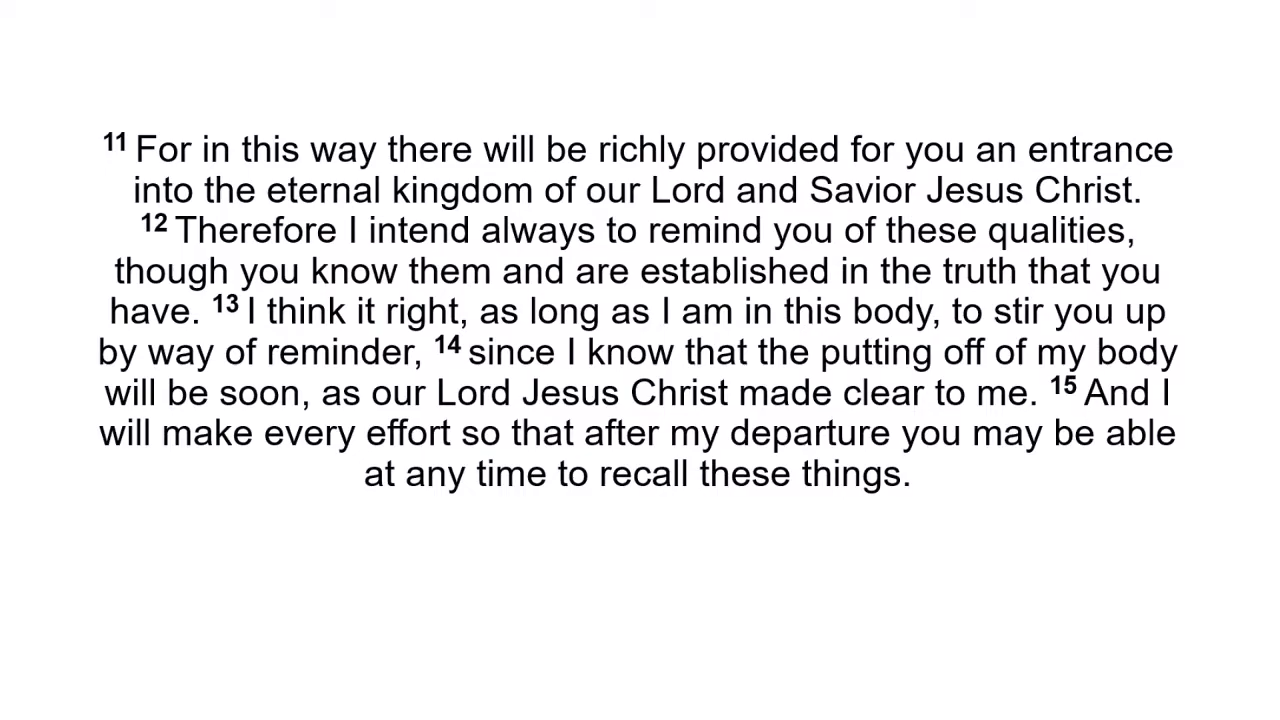 11 For in this way there will be richly provided for you an entrance
into the eternal kingdom of our Lord and Savior Jesus Christ.
12 Therefore I intend always to remind you of these qualities,
though you know them and are established in the truth that you
have. 13 I think it right, as long as I am in this body, to stir you up
by way of reminder, 14 since I know that the putting off of my body
will be soon, as our Lord Jesus Christ made clear to me. 15 And I
will make every effort so that after my departure you may be able
at any time to recall these things.